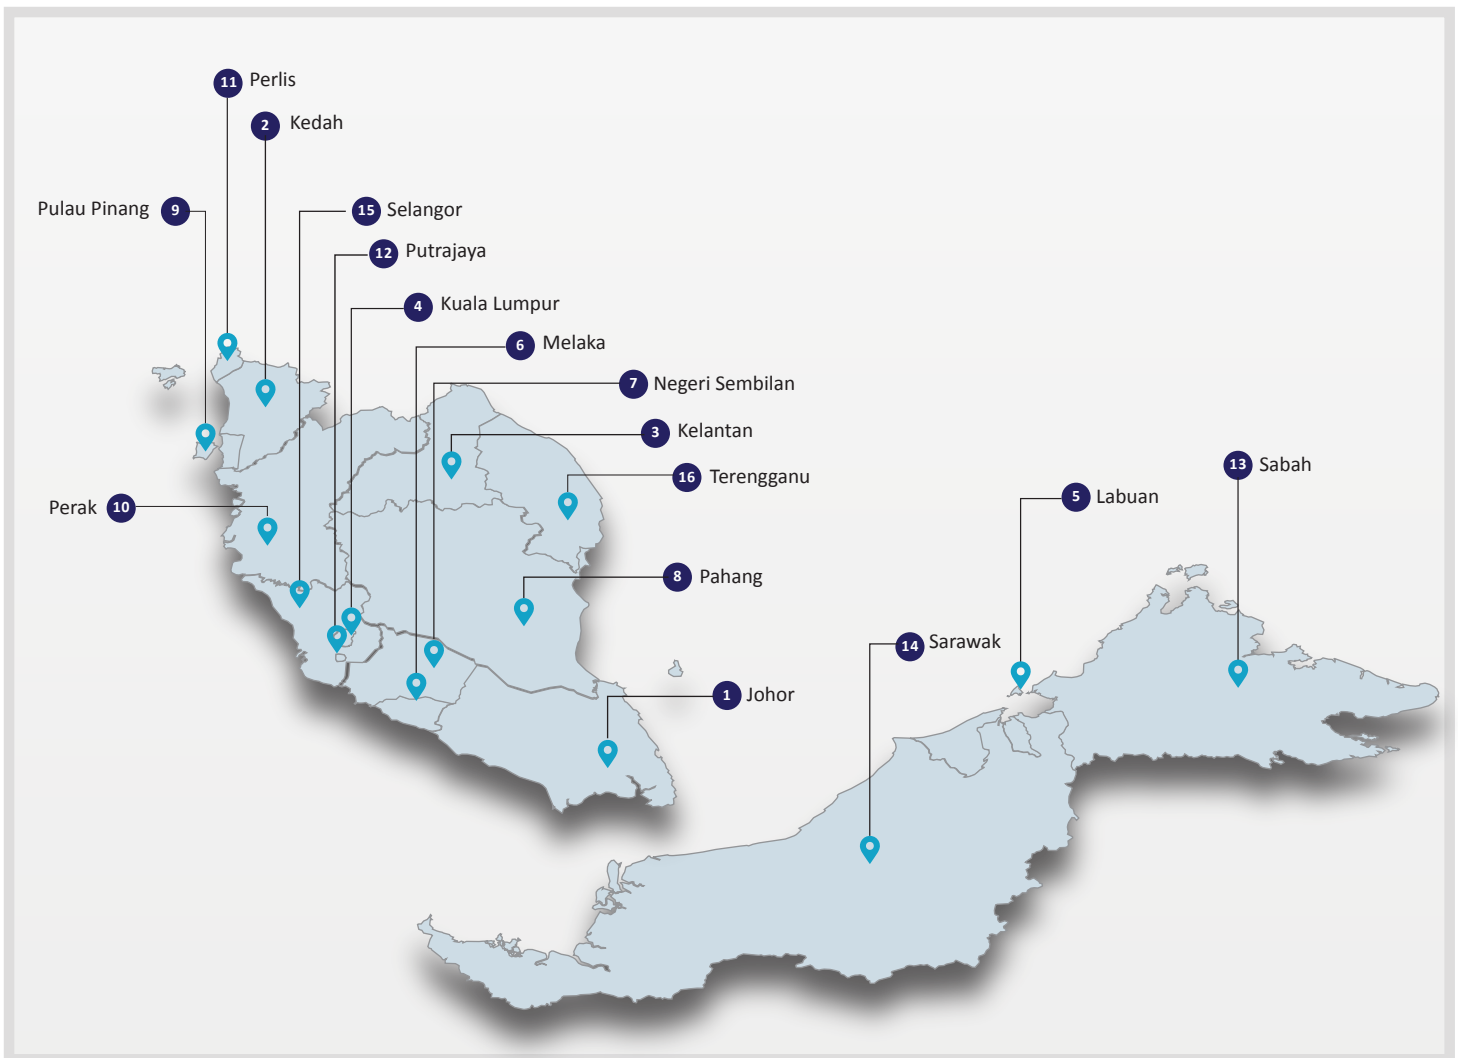 11 Perlis
2 Kedah
Pulau Pinang 9
15 Selangor
12 Putrajaya
4 Kuala Lumpur
6 Melaka
7 Negeri Sembilan
3 Kelantan
16 Terengganu
13 Sabah
5 Labuan
Perak 10
8 Pahang
14 Sarawak
1 Johor